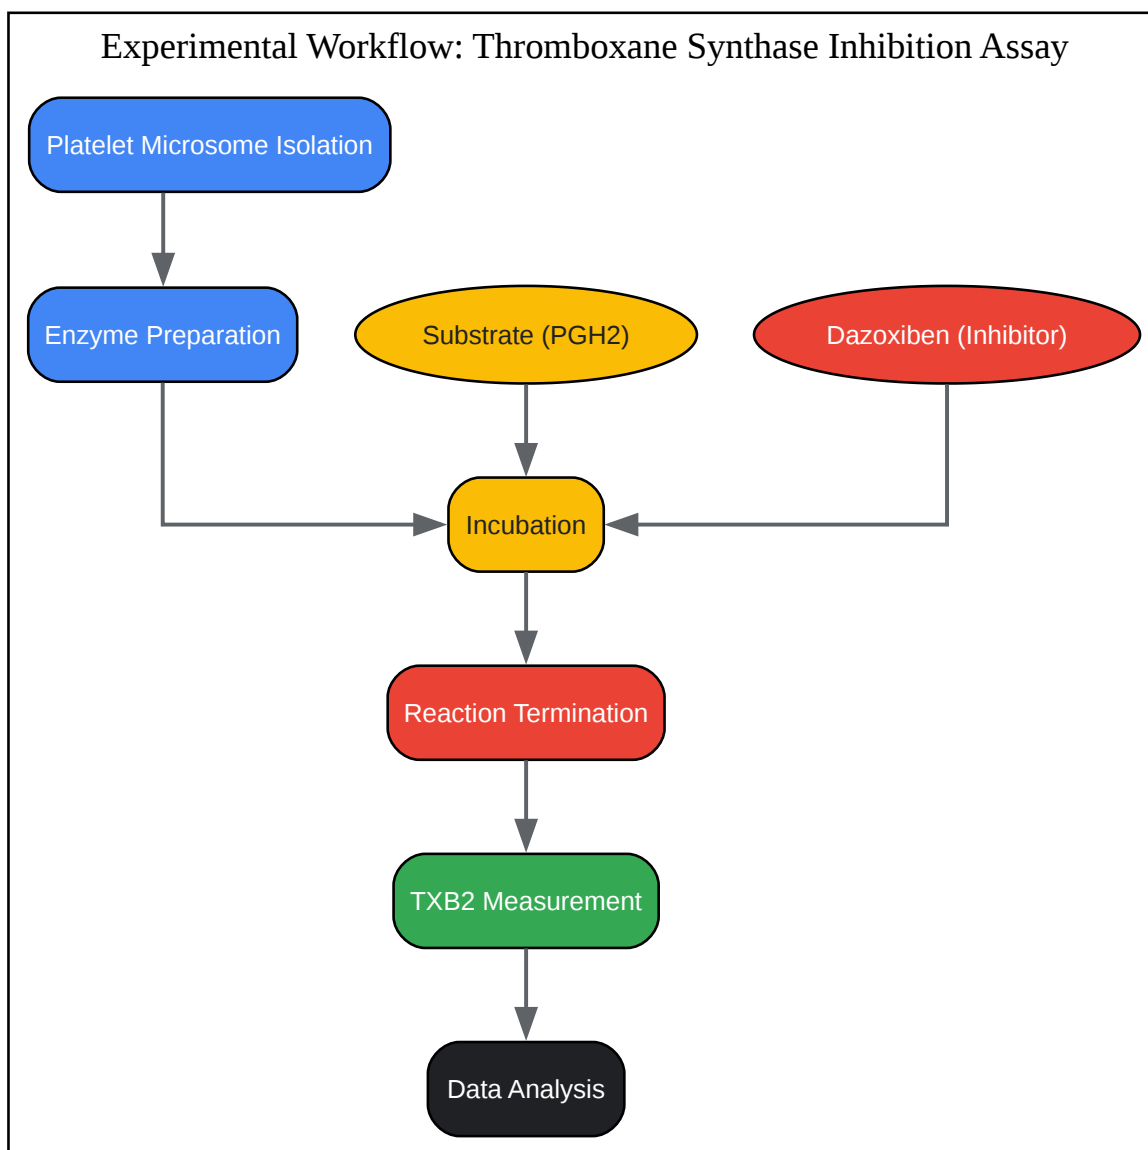 Experimental Workflow: Thromboxane Synthase Inhibition Assay
Platelet Microsome Isolation
Enzyme Preparation
Substrate (PGH2)
Dazoxiben (Inhibitor)
Incubation
Reaction Termination
TXB2 Measurement
Data Analysis